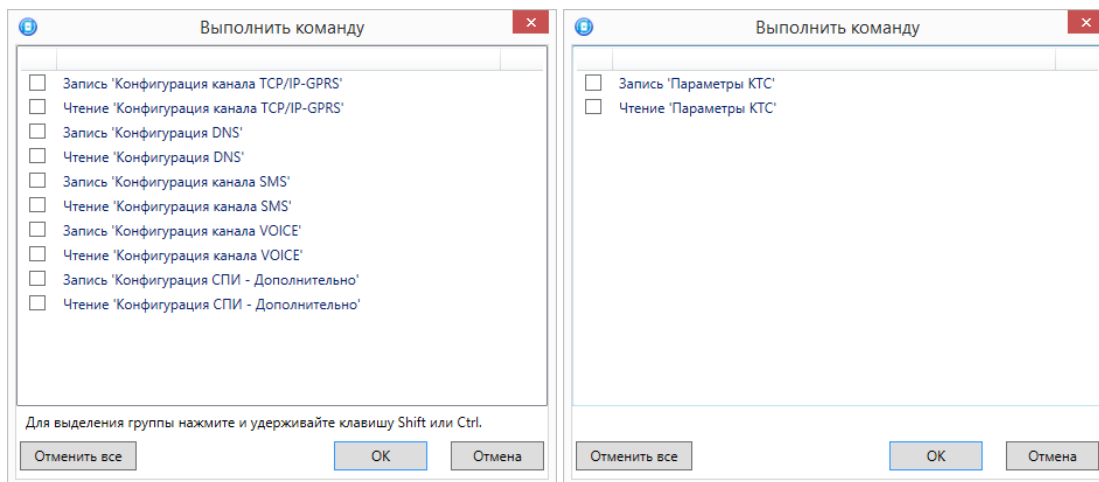 Выполнить команду
Запись 'Конфигурация канала TCP/IP-GPRS'
Чтение 'Конфигурация канала TCP/IP-GPRS'
Запись 'Конфигурация DNS'
Чтение 'Конфигурация DNS'
Запись 'Конфигурация канала SMS'
Чтение 'Конфигурация канала SMS'
Запись 'Конфигурация канала VOICE'
Чтение 'Конфигурация канала VOICE'
Запись 'Конфигурация СПИ - Дополнительно'
Чтение 'Конфигурация СПИ - Дополнительно'
Для выделения группы нажмите и удерживайте клавишу Shift или Ctrl.
Отменить все ОК Отмена
Выполнить команду
Запись 'Параметры КТС'
Чтение 'Параметры КТС'
Отменить все ОК Отмена